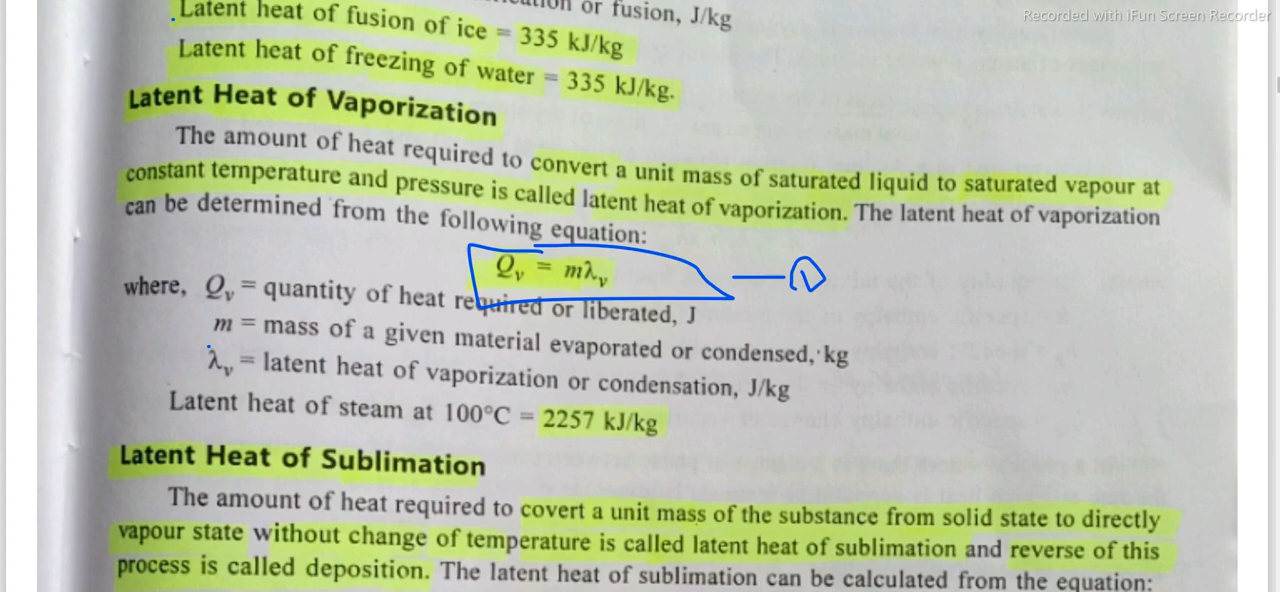 or fusion, J/kg
Recorded with iFun Screen Recorder
Latent heat of fusion of ice = 335 kJ/kg
Latent heat of freezing of water = 335 kJ/kg.
Latent Heat of Vaporization
The amount of heat required to convert a unit mass of saturated liquid to saturated vapour at
constant temperature and pressure is called latent heat of vaporization. The latent heat of vaporization
can be determined from the following equation:
Qᵥ = mλᵥ — ①
where, Qᵥ = quantity of heat required or liberated, J
m = mass of a given material evaporated or condensed, kg
λᵥ = latent heat of vaporization or condensation, J/kg
Latent heat of steam at 100°C = 2257 kJ/kg
Latent Heat of Sublimation
The amount of heat required to covert a unit mass of the substance from solid state to directly
vapour state without change of temperature is called latent heat of sublimation and reverse of this
process is called deposition. The latent heat of sublimation can be calculated from the equation: